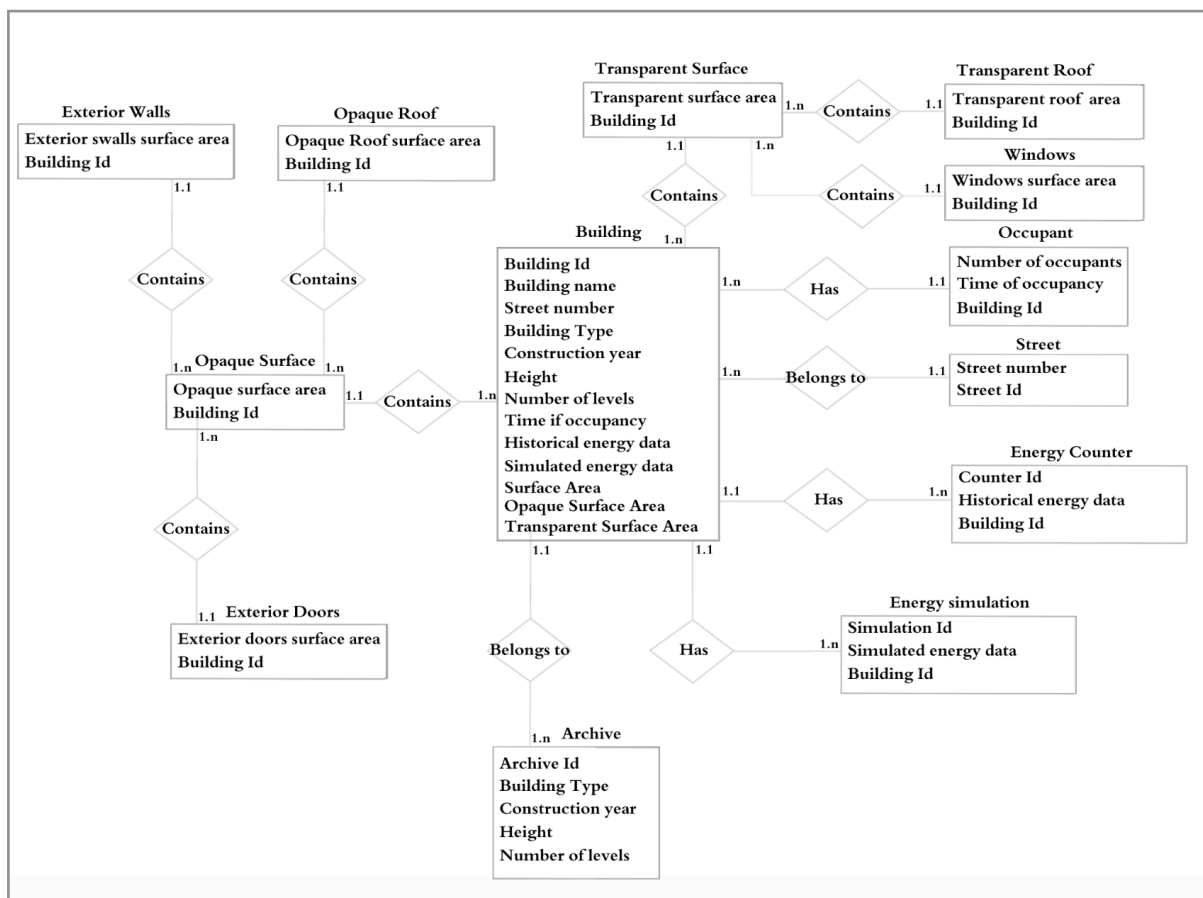 Transparent Surface
Transparent surface area
Building Id
1.n
Contains
1.1
Transparent Roof
Transparent roof area
Building Id
Exterior Walls
Exterior swalls surface area
Building Id
1.1
Opaque Roof
Opaque Roof surface area
Building Id
1.1
1.1
1.n
Contains
1.n
Contains
1.1
Windows
Windows surface area
Building Id
Contains
Contains
Building
Building Id
Building name
Street number
Building Type
Construction year
Height
Number of levels
Time if occupancy
Historical energy data
Simulated energy data
Surface Area
Opaque Surface Area
Transparent Surface Area
1.n
Has
1.1
Occupant
Number of occupants
Time of occupancy
Building Id
1.n
1.n
Opaque Surface
Opaque surface area
Building Id
1.1
Contains
1.n
1.n
Belongs to
1.1
Street
Street number
Street Id
1.n
Contains
1.1
Exterior Doors
Exterior doors surface area
Building Id
1.1
Has
1.n
Energy Counter
Counter Id
Historical energy data
Building Id
1.1
Has
1.n
Energy simulation
Simulation Id
Simulated energy data
Building Id
1.1
Belongs to
1.n
Archive
Archive Id
Building Type
Construction year
Height
Number of levels